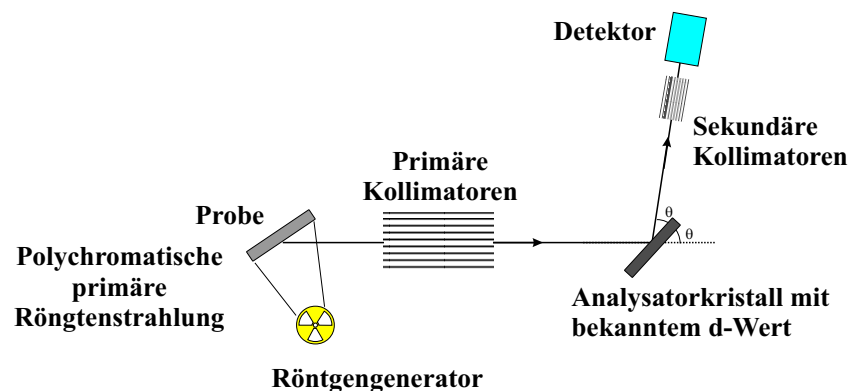 Detektor
Sekundäre
Kollimatoren
Primäre
Kollimatoren
Probe
θ
θ
Polychromatische
primäre
Röngtenstrahlung
Analysatorkristall mit
bekanntem d-Wert
Röntgengenerator